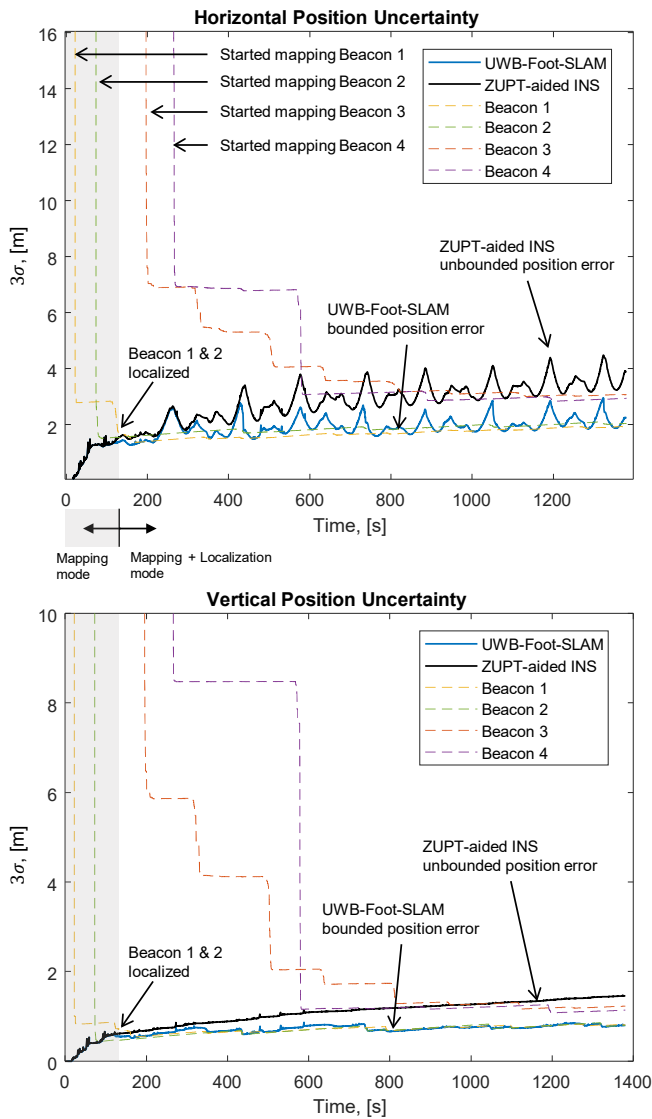 Horizontal Position Uncertainty
16
14
12
10
8
6
4
2
3σ, [m]
Started mapping Beacon 1
Started mapping Beacon 2
Started mapping Beacon 3
Started mapping Beacon 4
UWB-Foot-SLAM
ZUPT-aided INS
Beacon 1
Beacon 2
Beacon 3
Beacon 4
ZUPT-aided INS
unbounded position error
UWB-Foot-SLAM
bounded position error
Beacon 1 & 2
localized
0 200 400 600 800 1000 1200
Time, [s]
Mapping
mode
Mapping + Localization
mode
Vertical Position Uncertainty
10
8
6
4
2
0
3σ, [m]
UWB-Foot-SLAM
ZUPT-aided INS
Beacon 1
Beacon 2
Beacon 3
Beacon 4
ZUPT-aided INS
unbounded position error
UWB-Foot-SLAM
bounded position error
Beacon 1 & 2
localized
0 200 400 600 800 1000 1200 1400
Time, [s]